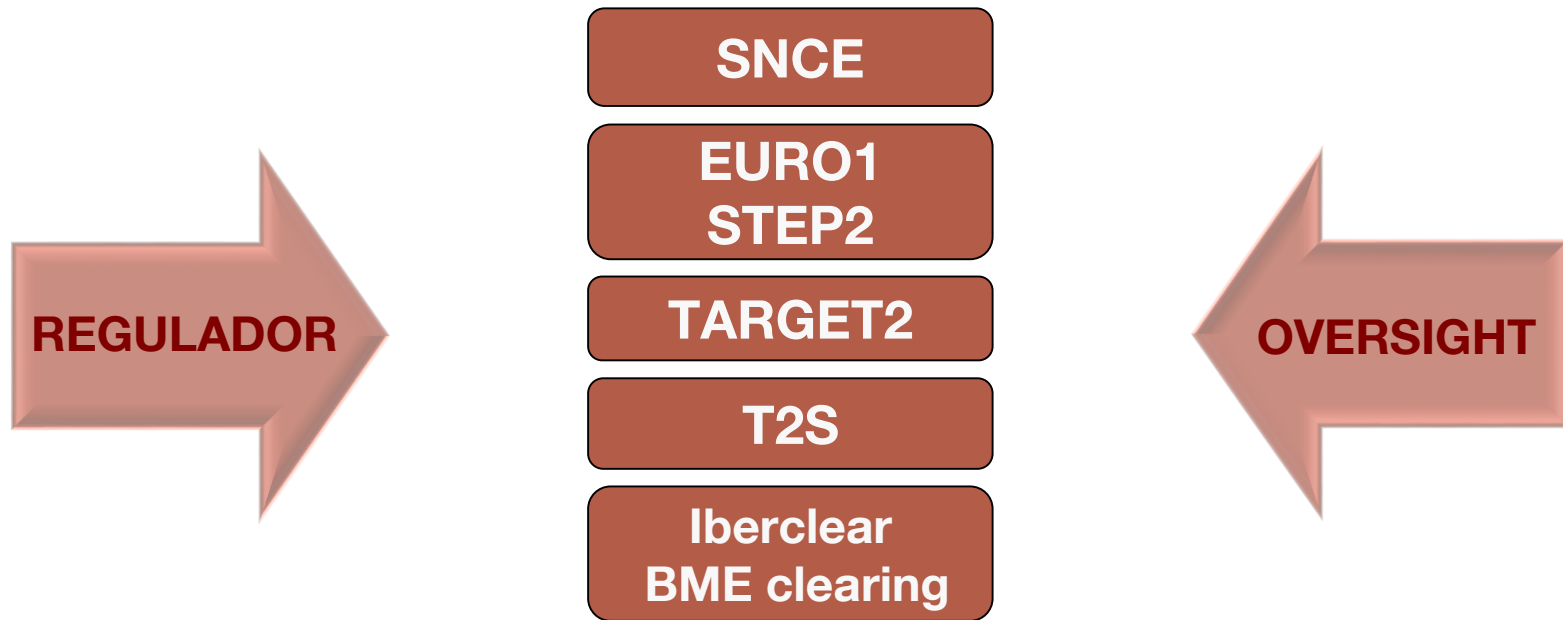 SNCE
EURO1
STEP2
TARGET2
T2S
Iberclear
BME clearing
REGULADOR
OVERSIGHT